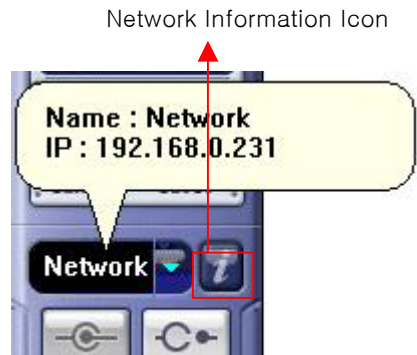 Network Information Icon
Name : Network
IP : 192.168.0.231
Network
i